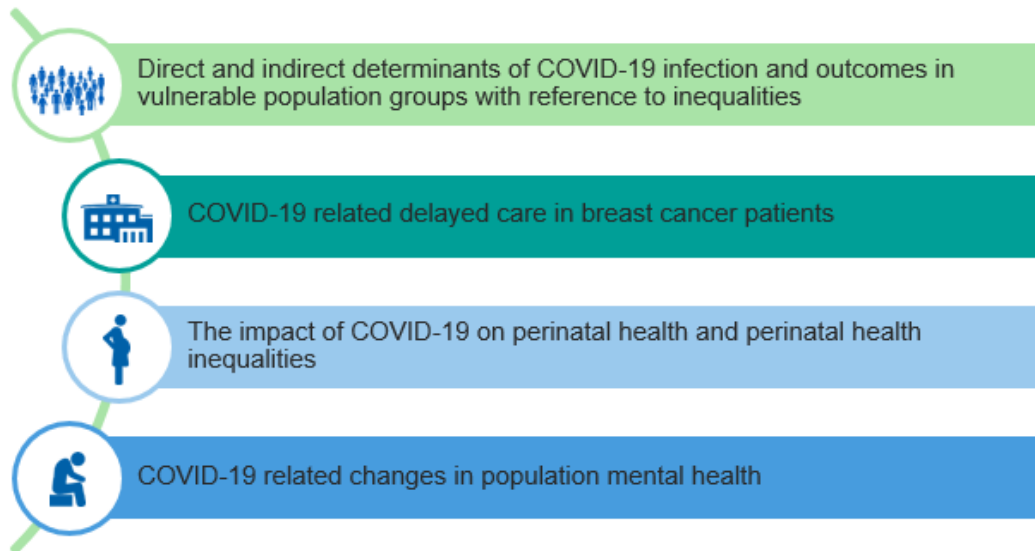 Direct and indirect determinants of COVID-19 infection and outcomes in
vulnerable population groups with reference to inequalities
COVID-19 related delayed care in breast cancer patients
The impact of COVID-19 on perinatal health and perinatal health
inequalities
COVID-19 related changes in population mental health